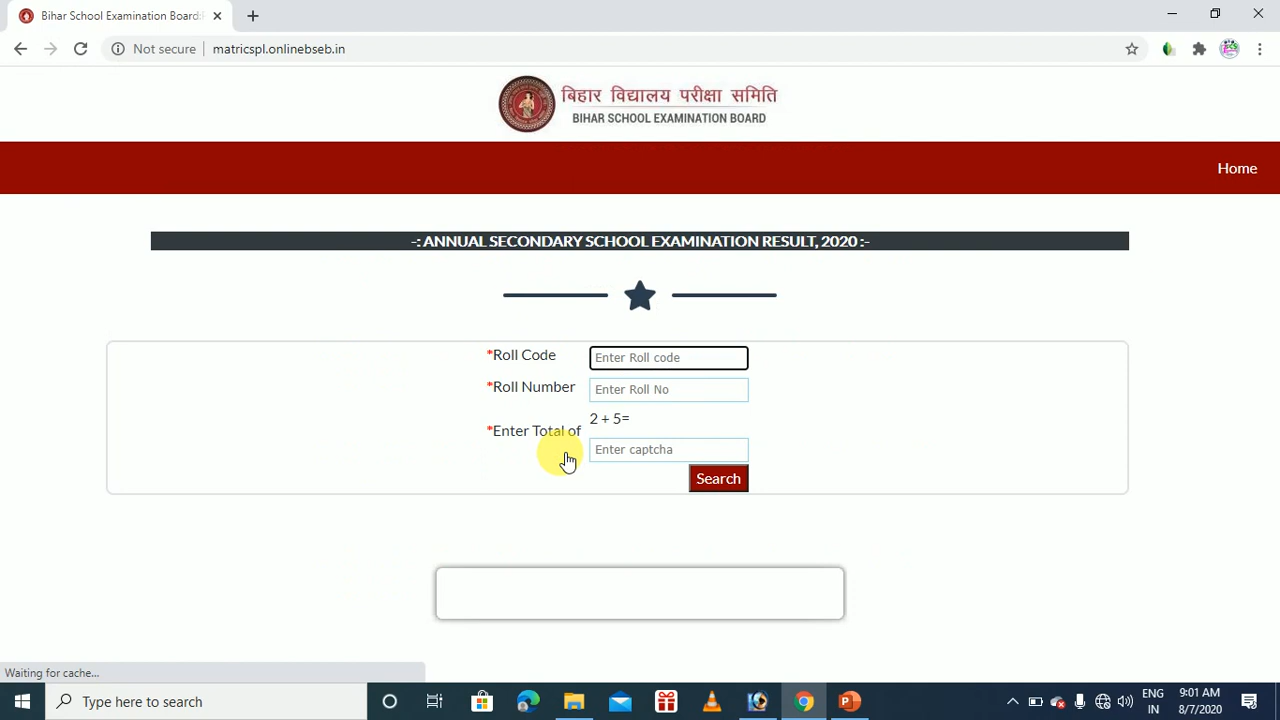 Bihar School Examination Board:
Not secure
matricspl.onlinebseb.in
बिहार विद्यालय परीक्षा समिति
BIHAR SCHOOL EXAMINATION BOARD
Home
-: ANNUAL SECONDARY SCHOOL EXAMINATION RESULT, 2020 :-
*Roll Code
Enter Roll code
*Roll Number
Enter Roll No
2 + 5=
*Enter Total of
Enter captcha
Search
Waiting for cache...
Type here to search
ENG
IN
9:01 AM
8/7/2020